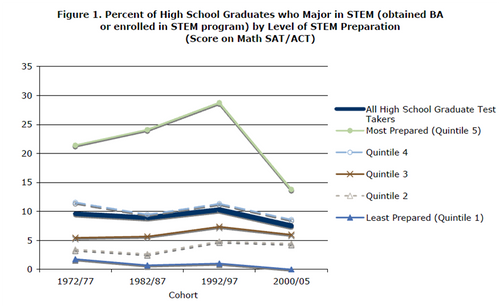 Figure 1. Percent of High School Graduates who Major in STEM (obtained BA
or enrolled in STEM program) by Level of STEM Preparation
(Score on Math SAT/ACT)
35
30
25
20
15
10
5
0
1972/77
1982/87
1992/97
2000/05
Cohort
All High School Graduate Test
Takers
Most Prepared (Quintile 5)
Quintile 4
Quintile 3
Quintile 2
Least Prepared (Quintile 1)